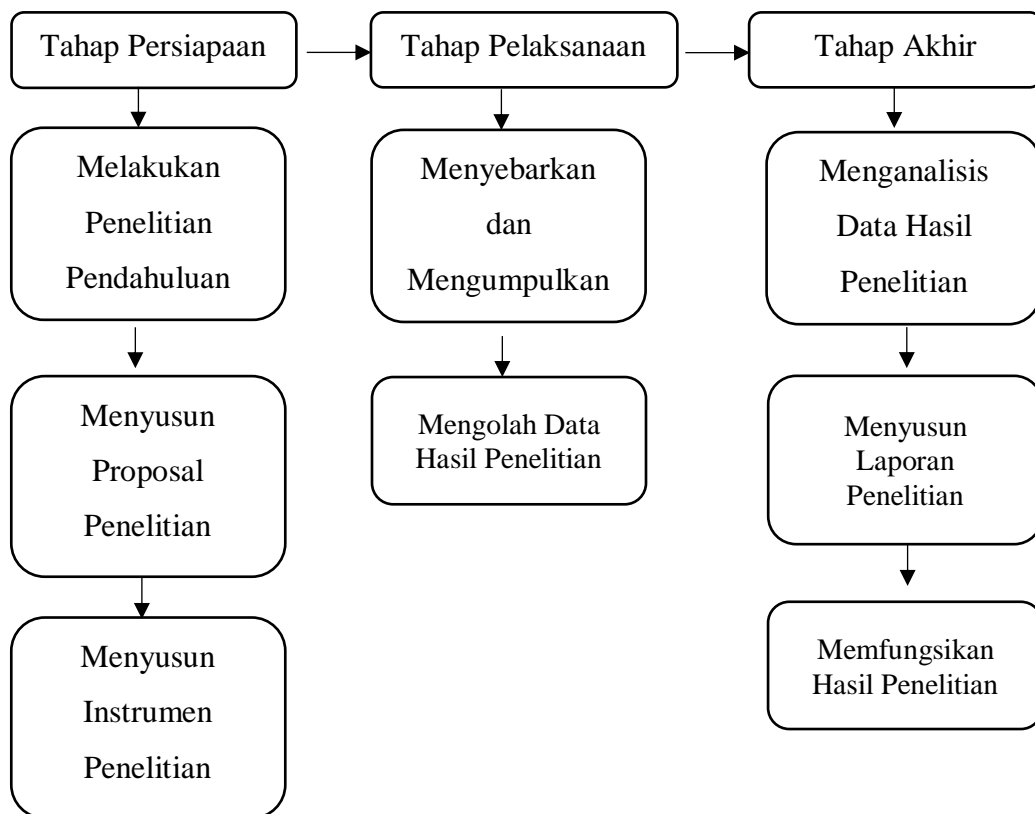 Tahap Persiapaan
Melakukan
Penelitian
Pendahuluan
Menyusun
Proposal
Penelitian
Menyusun
Instrumen
Penelitian
Tahap Pelaksanaan
Menyebarkan
dan
Mengumpulkan
Mengolah Data
Hasil Penelitian
Tahap Akhir
Menganalisis
Data Hasil
Penelitian
Menyusun
Laporan
Penelitian
Memfungsikan
Hasil Penelitian